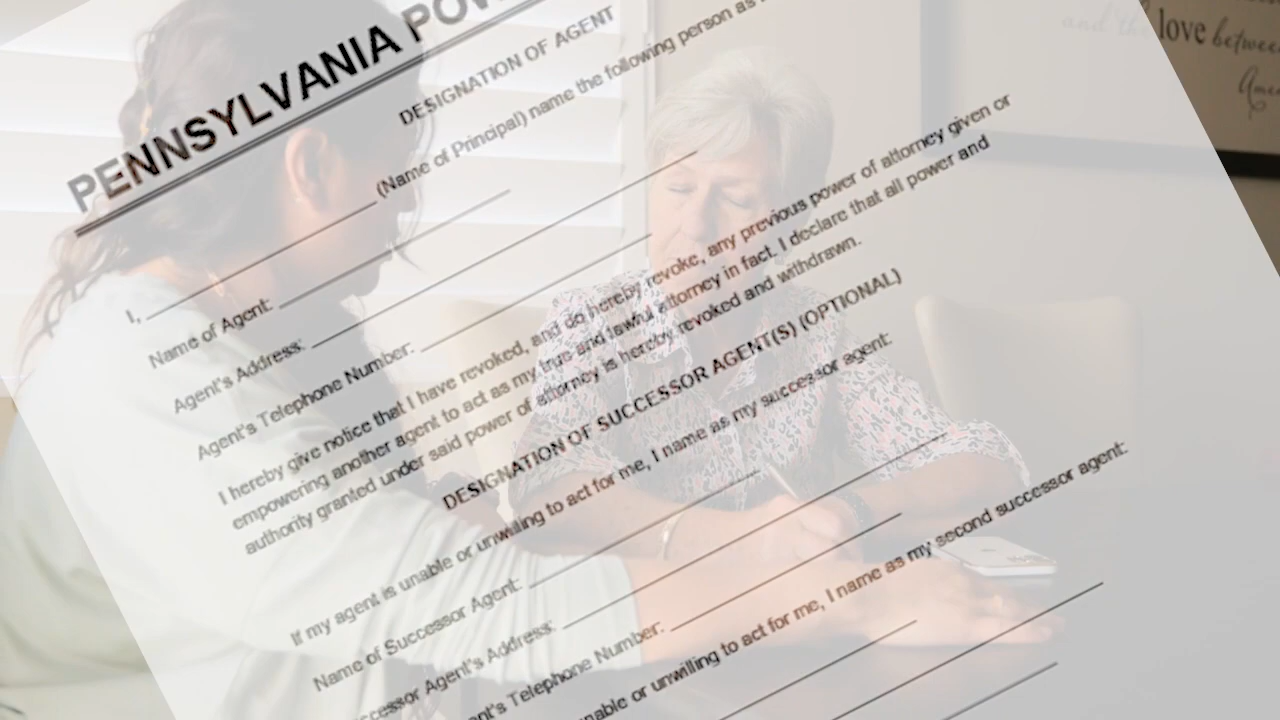 PENNSYLVANIA
DESIGNATION OF AGENT
I, (Name of Principal) name the following person as
Name of Agent:
Agent's Address:
Agent's Telephone Number:
I hereby give notice that I have revoked, and do hereby revoke, any previous power of attorney given or
empowering another agent to act as my true and lawful attorney in fact. I declare that all power and
authority granted under said power of attorney is hereby revoked and withdrawn.
DESIGNATION OF SUCCESSOR AGENT(S) (OPTIONAL)
If my agent is unable or unwilling to act for me, I name as my successor agent:
Name of Successor Agent:
Agent's Address:
Telephone Number:
or unwilling to act for me, I name as my second successor agent:
and the love